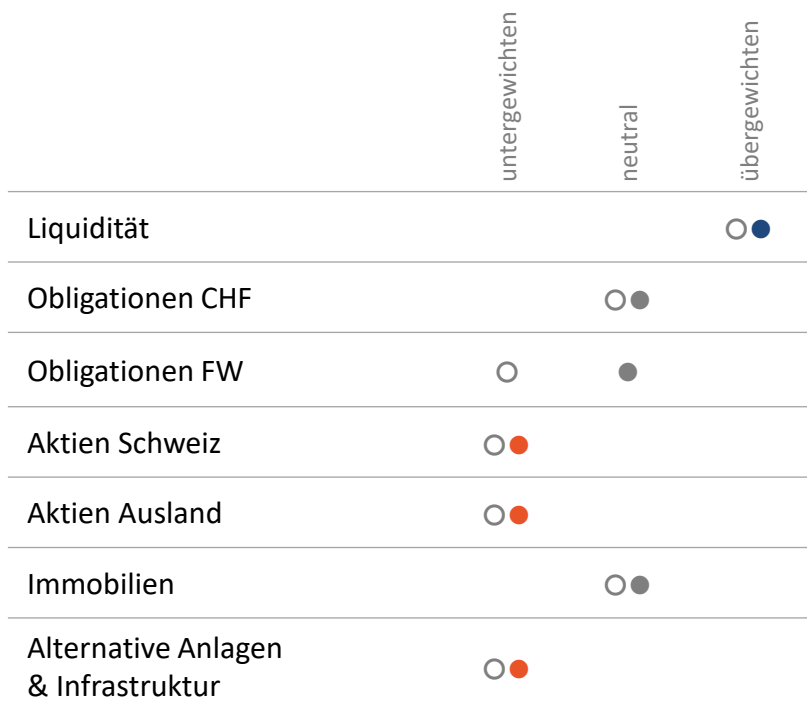 untergewichten
neutral
übergewichten
Liquidität
Obligationen CHF
Obligationen FW
Aktien Schweiz
Aktien Ausland
Immobilien
Alternative Anlagen
& Infrastruktur